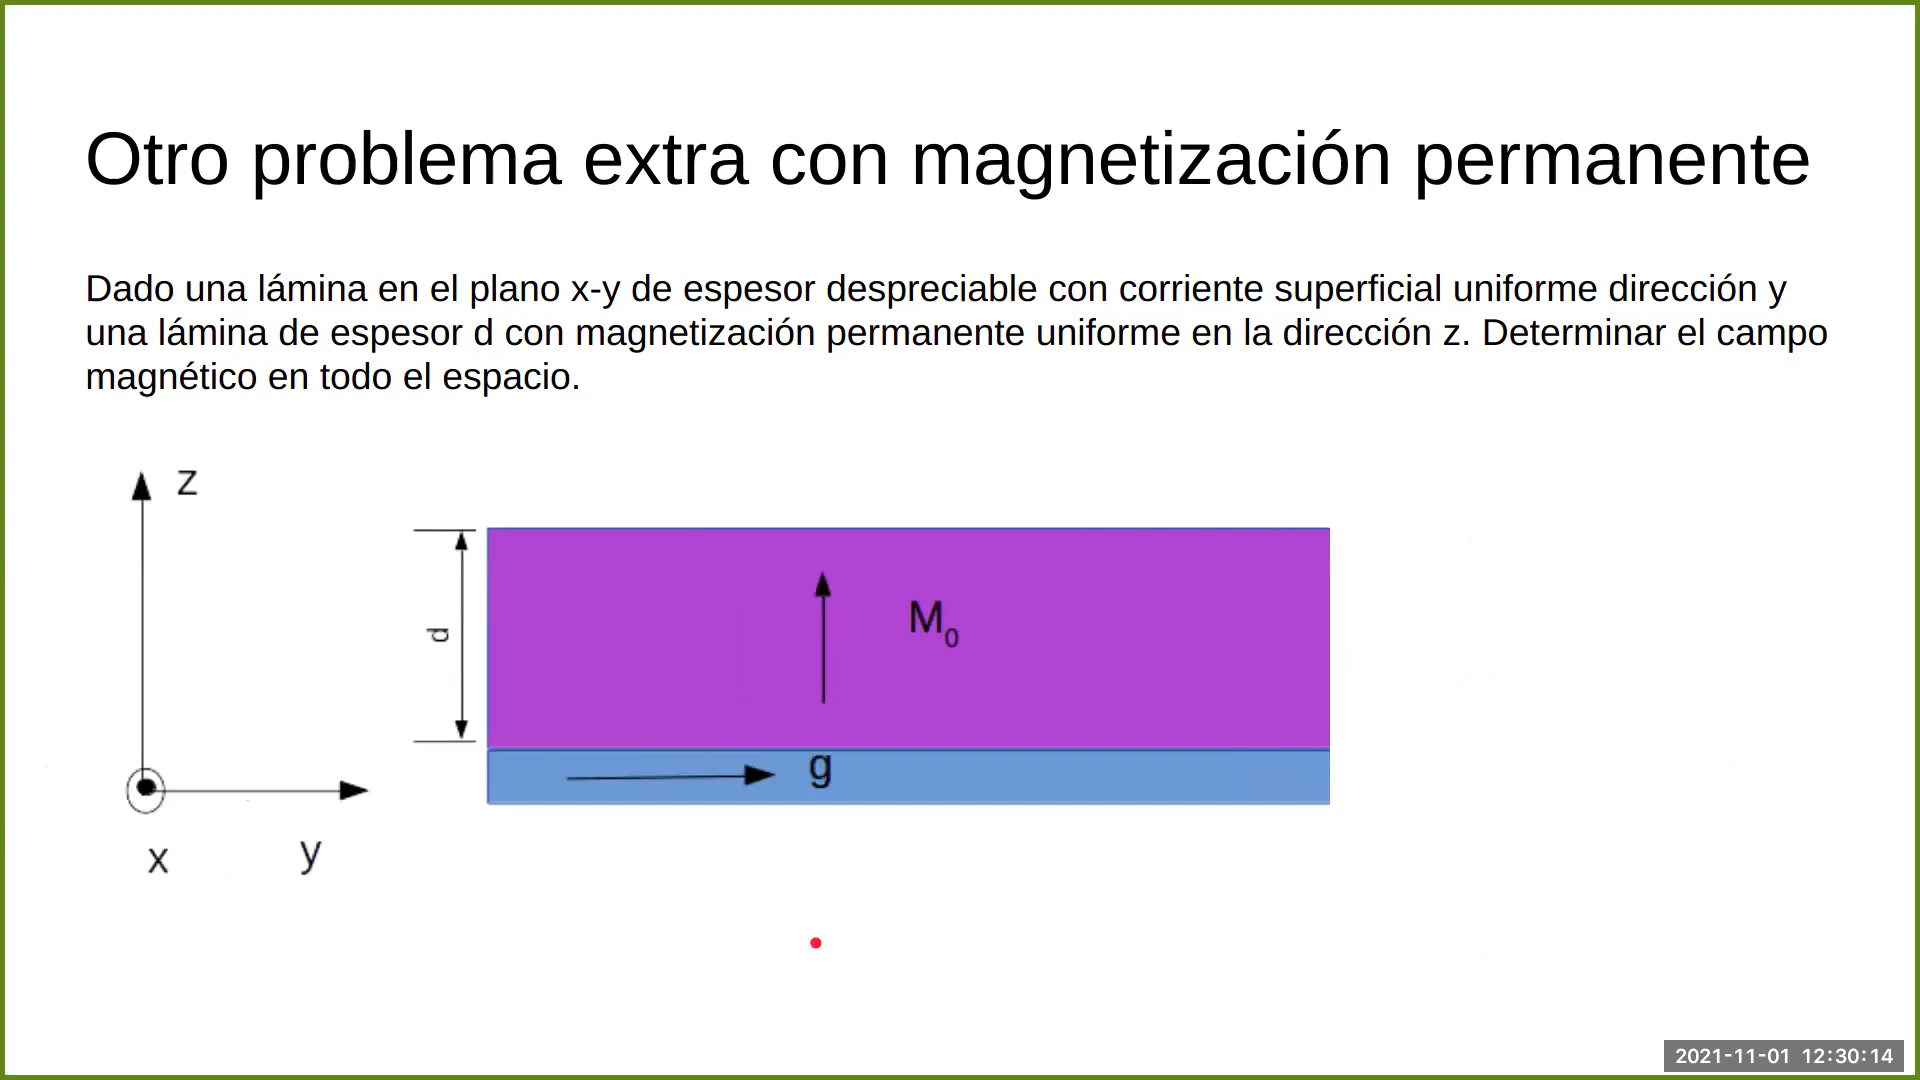 Otro problema extra con magnetización permanente
Dado una lámina en el plano x-y de espesor despreciable con corriente superficial uniforme dirección y
una lámina de espesor d con magnetización permanente uniforme en la dirección z. Determinar el campo
magnético en todo el espacio.
z
d
M0
g
x
y
2021-11-01 12:30:14